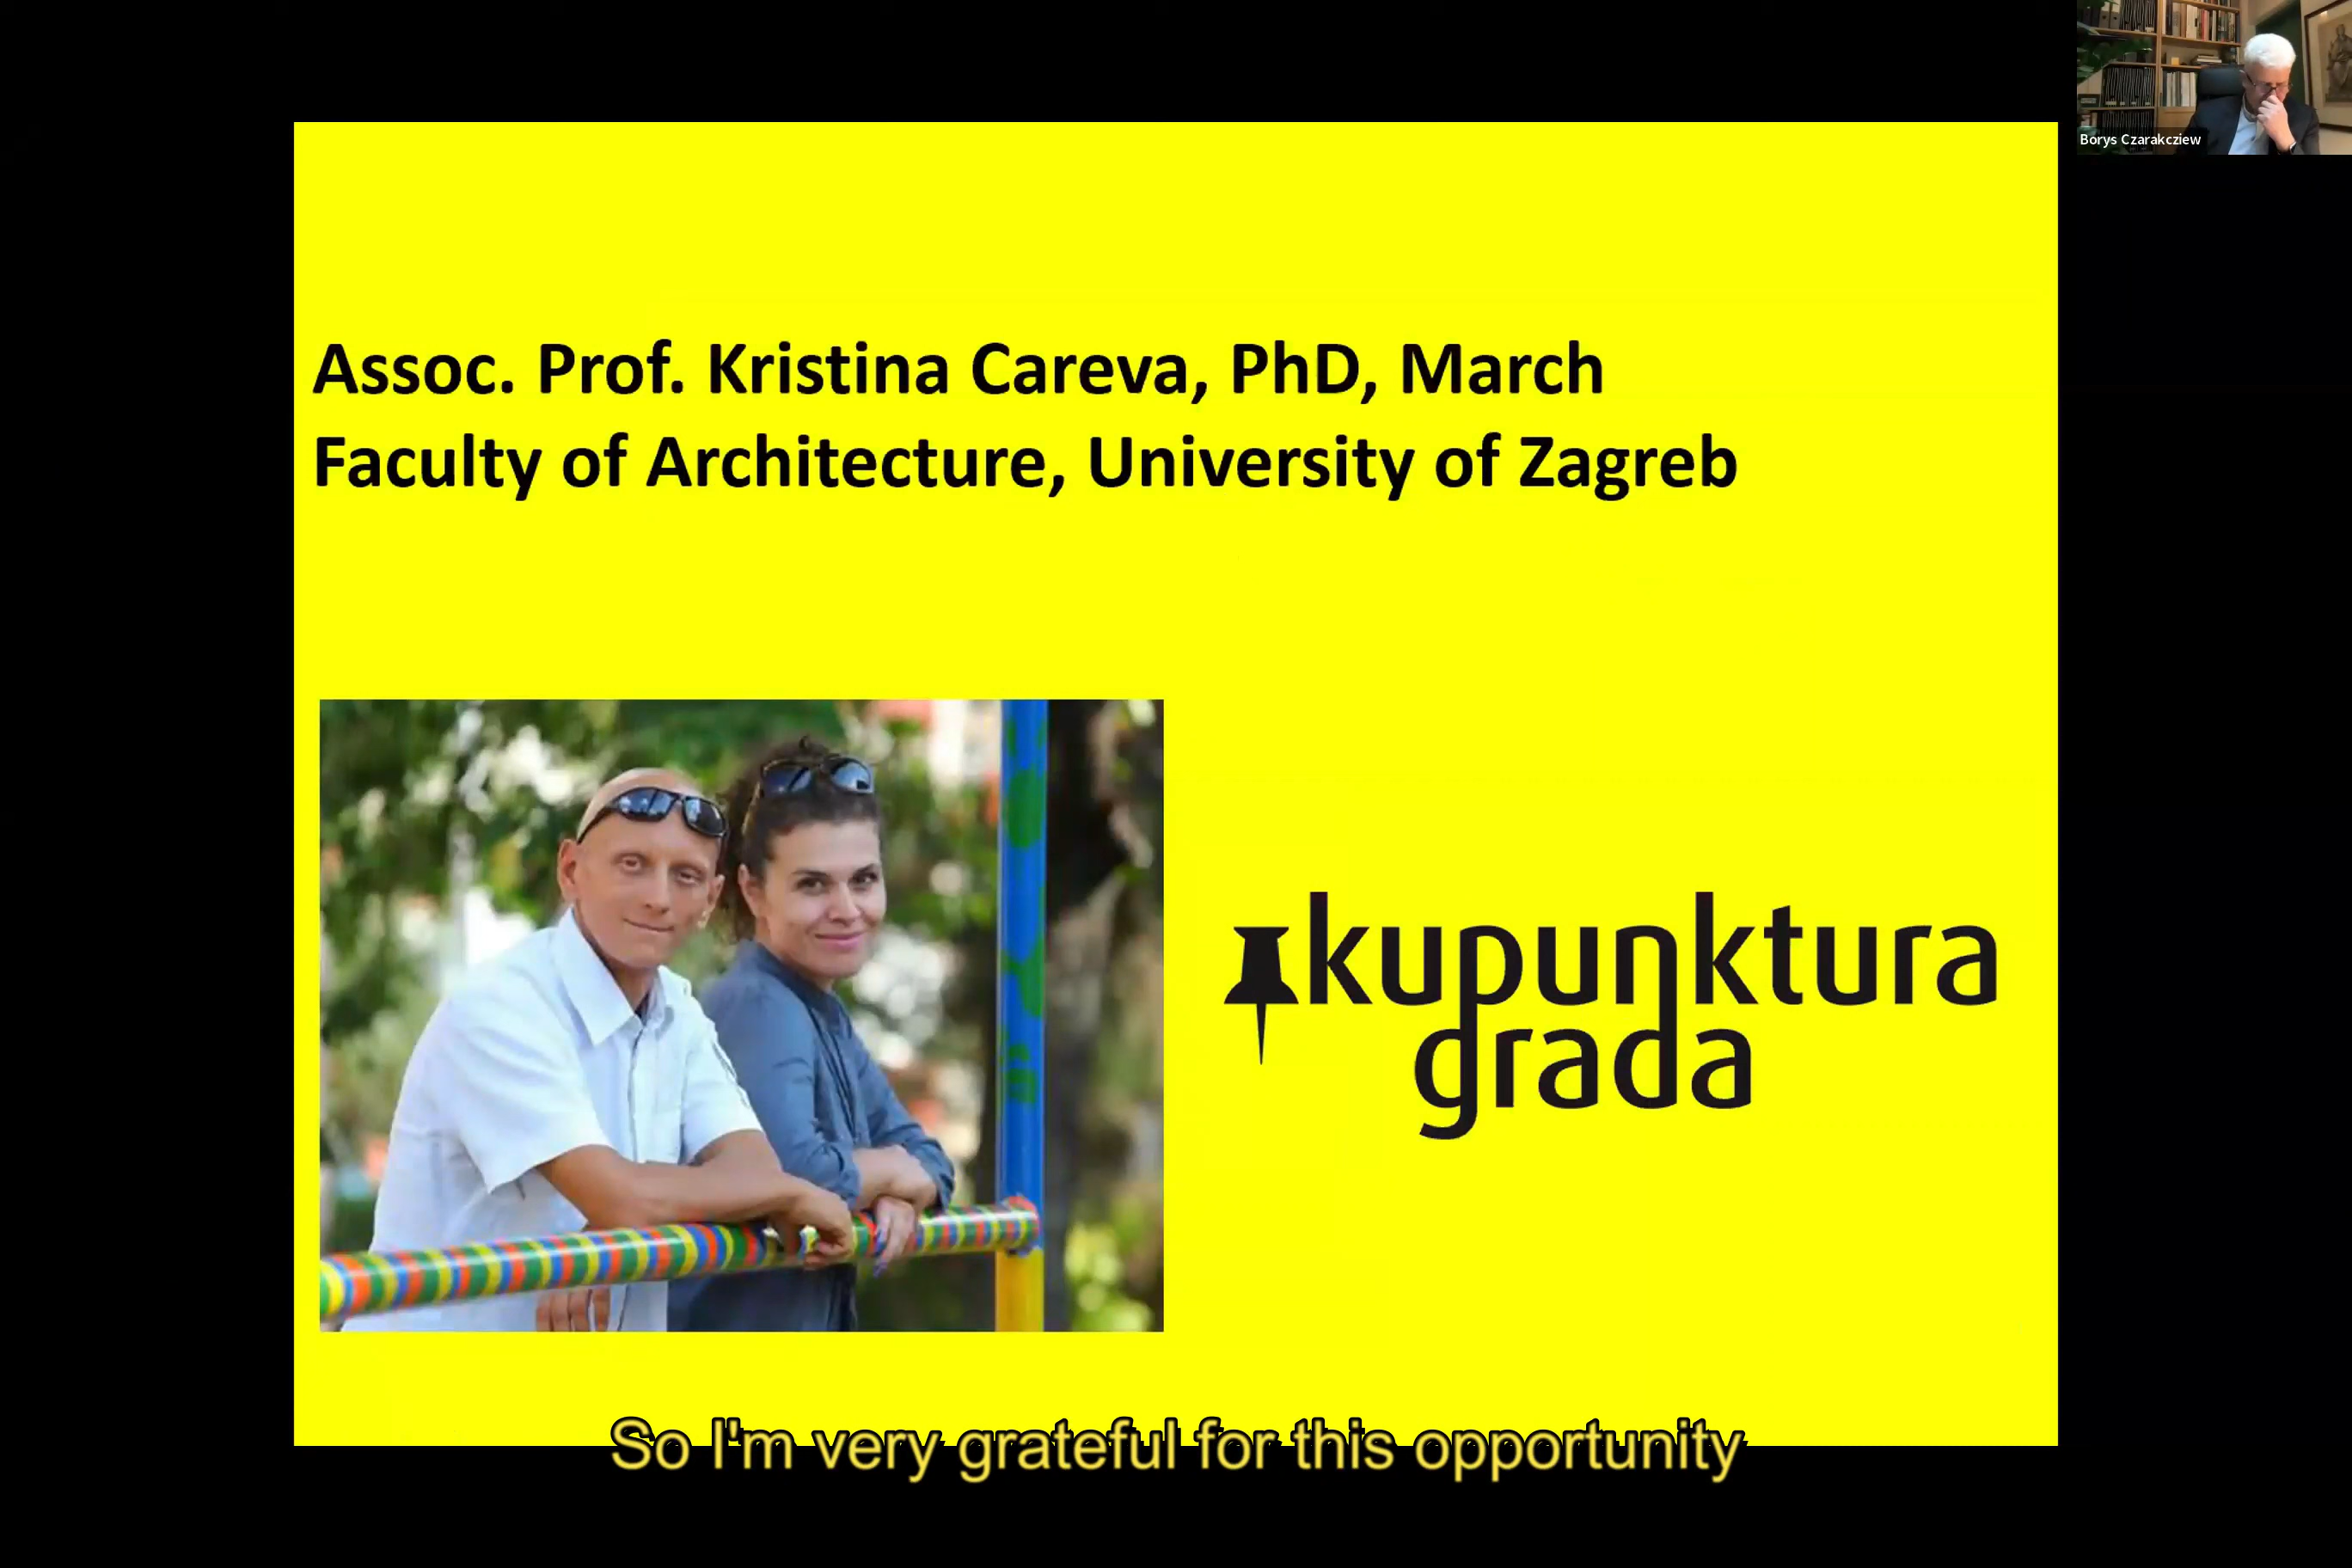 Borys Czarakcziew
Assoc. Prof. Kristina Careva, PhD, March
Faculty of Architecture, University of Zagreb
kupunktura
grada
So I'm very grateful for this opportunity